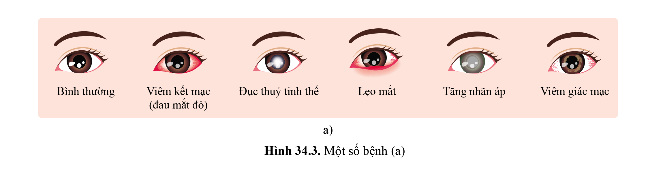 Bình thường
Viêm kết mạc
(đau mắt đỏ)
Đục thuỷ tinh thể
Lẹo mắt
Tăng nhãn áp
Viêm giác mạc
a)
Hình 34.3. Một số bệnh (a)